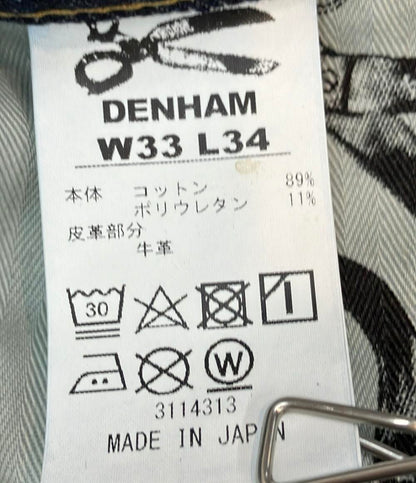 DENHAM
W33 L34
本体 コットン 89%
ポリウレタン 11%
皮革部分
牛革
30
W
3114313
MADE IN JAPAN